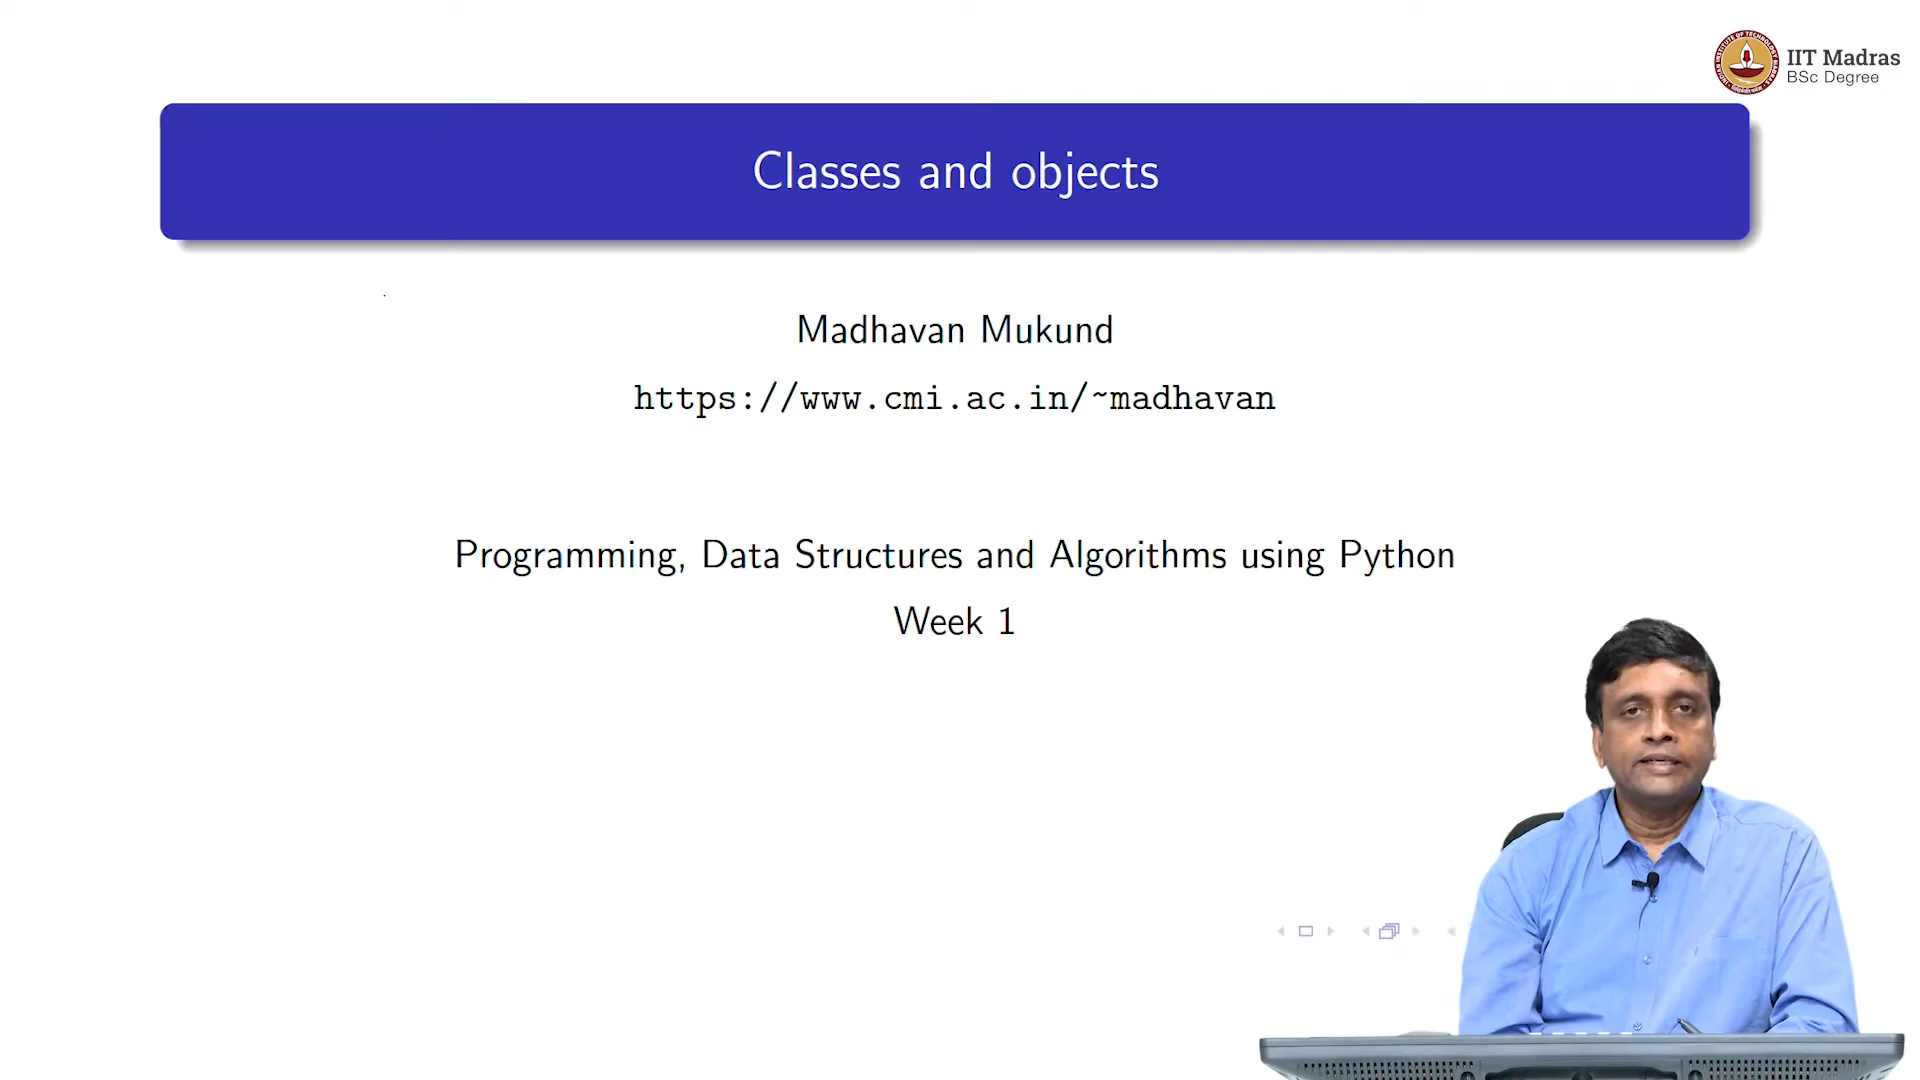 IIT Madras
BSc Degree
Classes and objects
Madhavan Mukund
https://www.cmi.ac.in/~madhavan
Programming, Data Structures and Algorithms using Python
Week 1